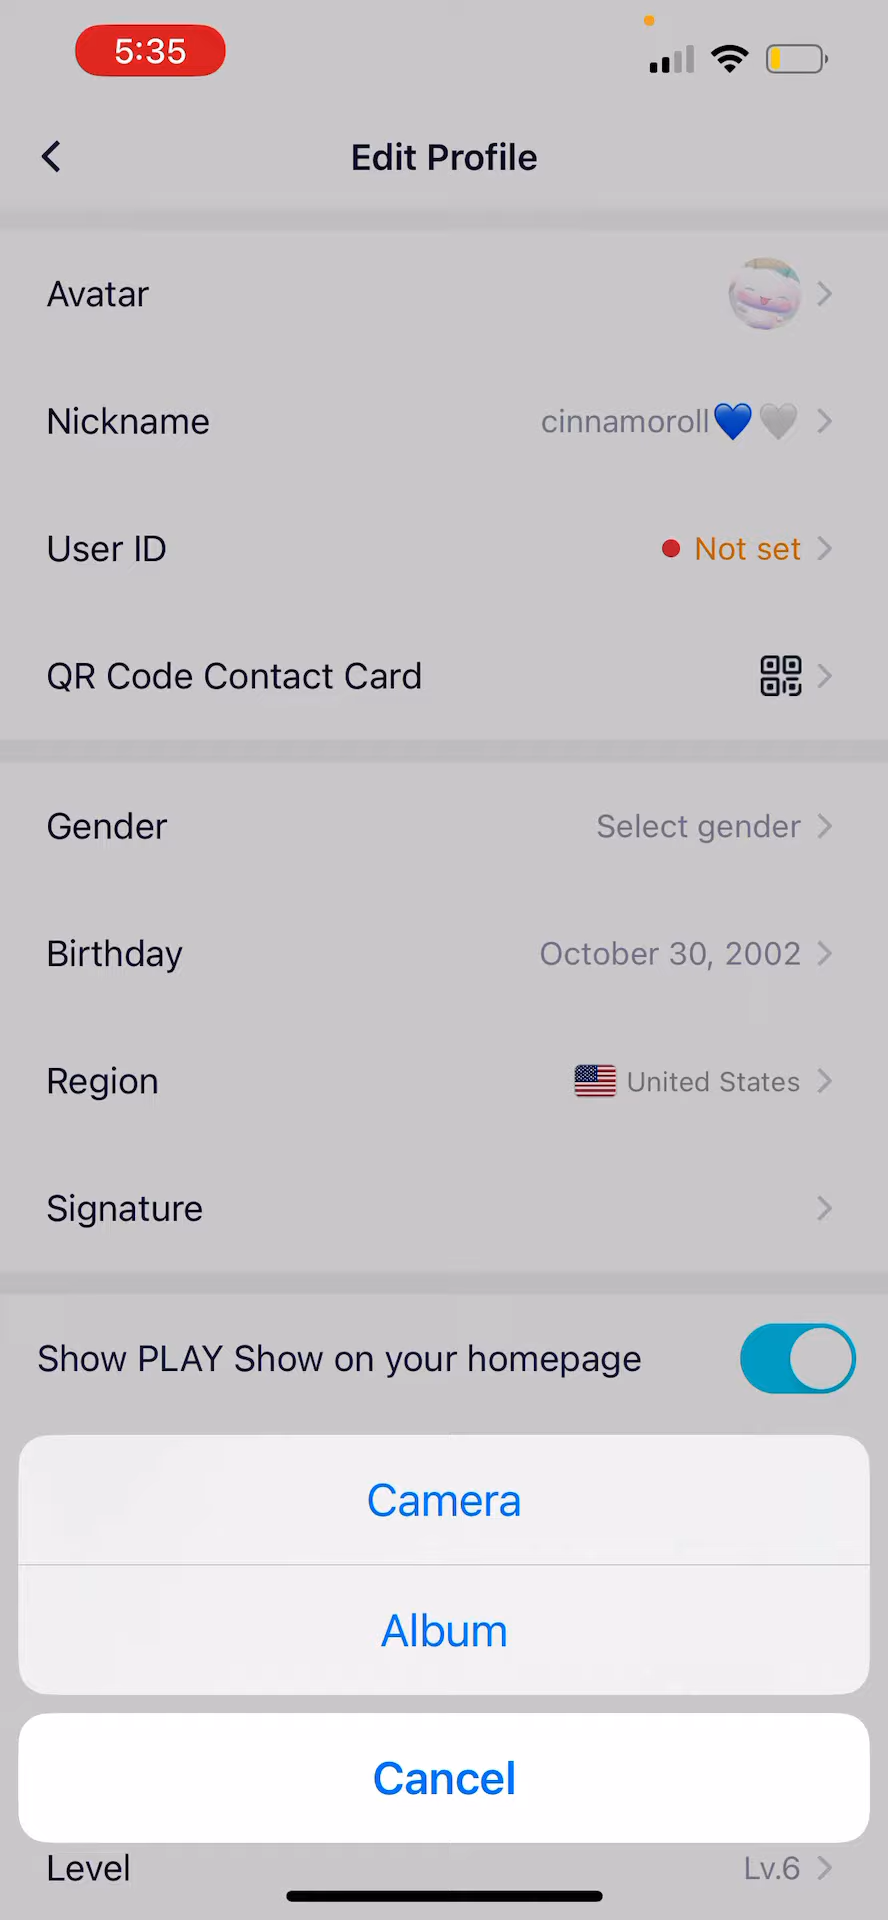 5:35
Edit Profile
Avatar
Nickname cinnamoroll💙🤍
User ID Not set
QR Code Contact Card
Gender Select gender
Birthday October 30, 2002
Region United States
Signature
Show PLAY Show on your homepage
Camera
Album
Cancel
Level Lv.6